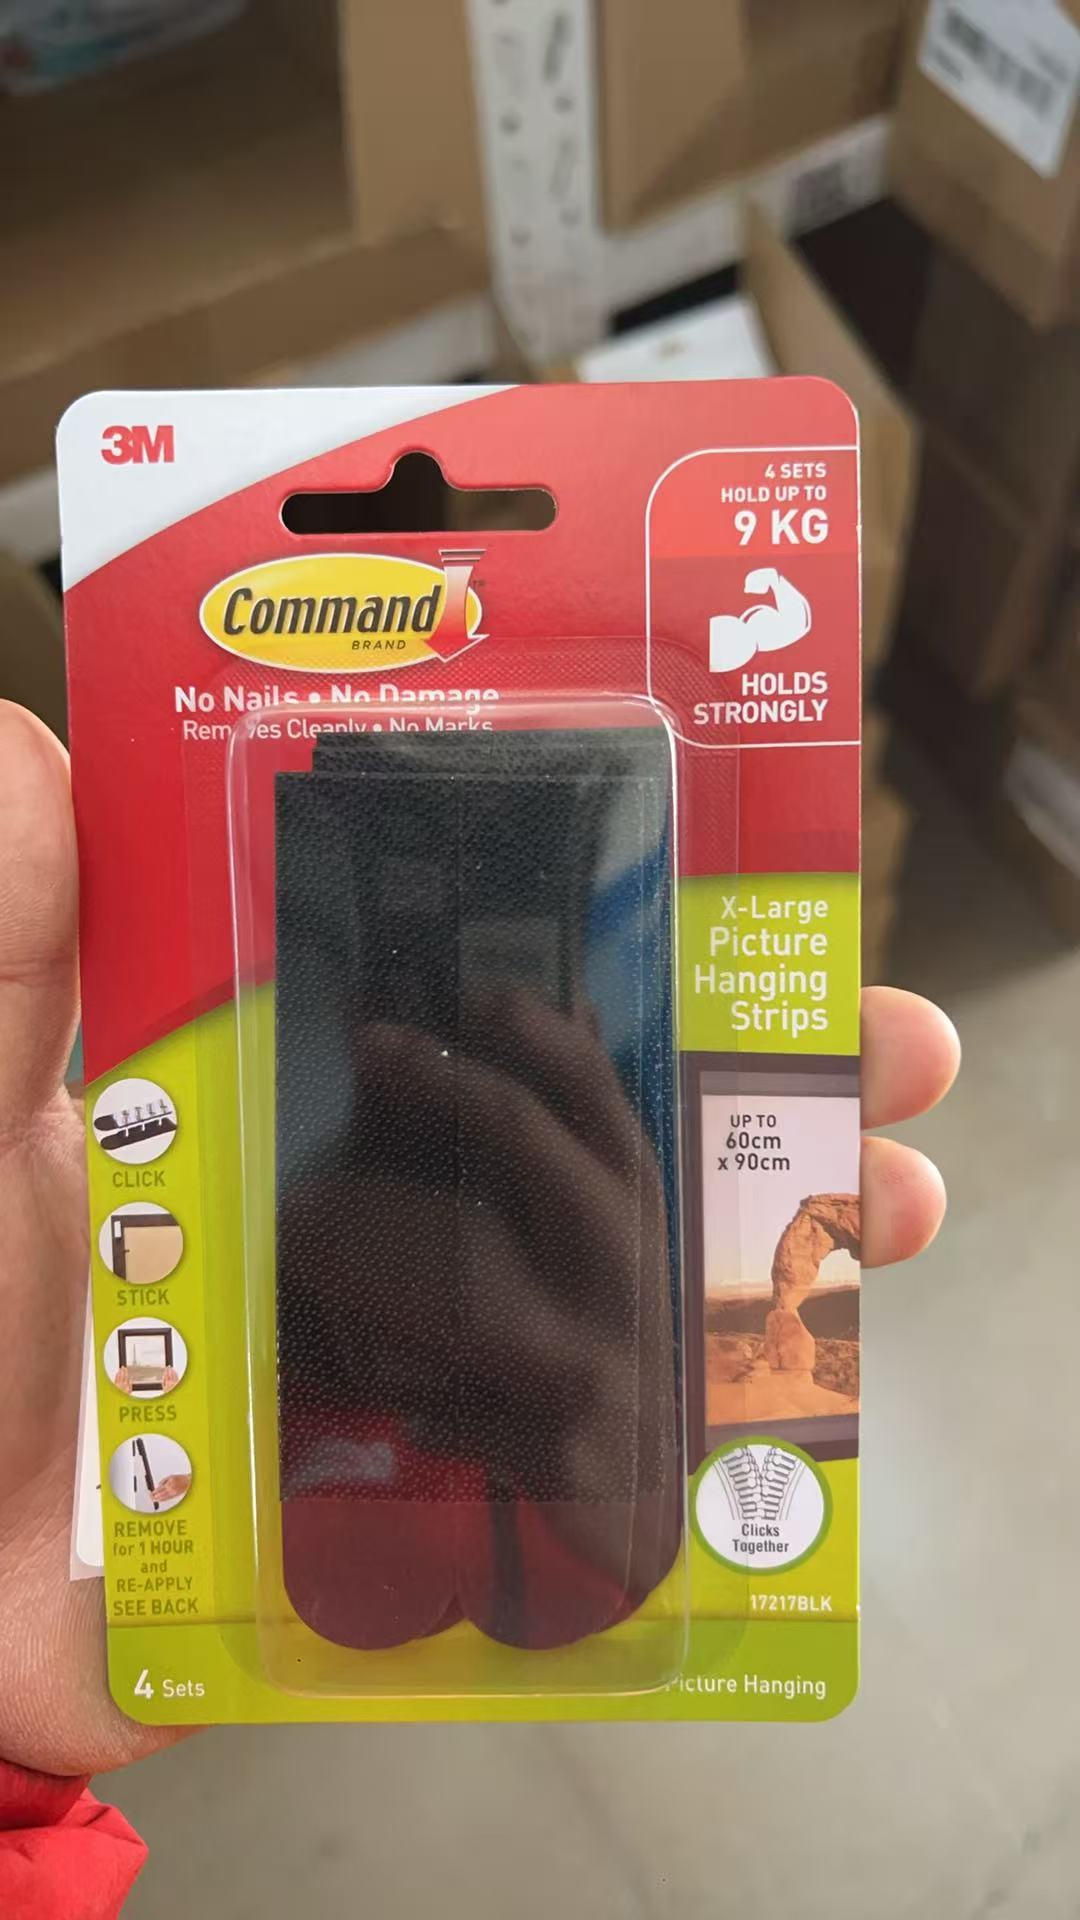 3M
4 SETS
HOLD UP TO
9 KG
HOLDS
STRONGLY
Command™
BRAND
No Nails • No Damage
Removes Cleanly • No Marks
X-Large
Picture
Hanging
Strips
UP TO
60cm
x 90cm
CLICK
STICK
PRESS
REMOVE
for 1 HOUR
and
RE-APPLY
SEE BACK
Clicks
Together
17217BLK
4 Sets
Picture Hanging